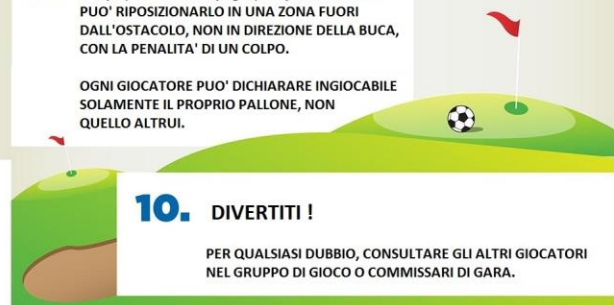 PUO' RIPOSIZIONARLO IN UNA ZONA FUORI
DALL'OSTACOLO, NON IN DIREZIONE DELLA BUCA,
CON LA PENALITA' DI UN COLPO.
OGNI GIOCATORE PUO' DICHIARARE INGIOCABILE
SOLAMENTE IL PROPRIO PALLONE, NON
QUELLO ALTRUI.
10. DIVERTITI !
PER QUALSIASI DUBBIO, CONSULTARE GLI ALTRI GIOCATORI
NEL GRUPPO DI GIOCO O COMMISSARI DI GARA.